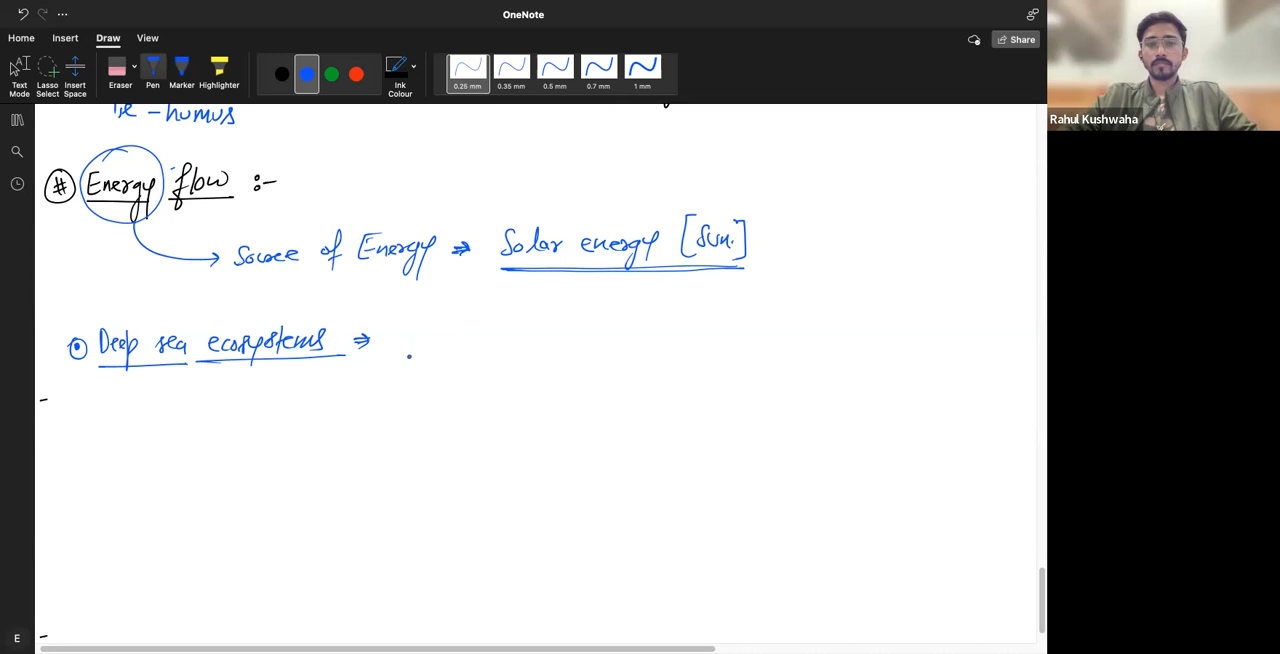 OneNote
Home Insert Draw View
Share
Text Mode
Lasso Select
Insert Space
Eraser
Pen
Marker
Highlighter
Ink Colour
0.25 mm
0.35 mm
0.5 mm
0.7 mm
1 mm
Rahul Kushwaha
- humus
# Energy flow :-
→ Source of Energy ⇒ Solar energy [Sun.]
Deep sea ecosystems ⇒
-
-
E